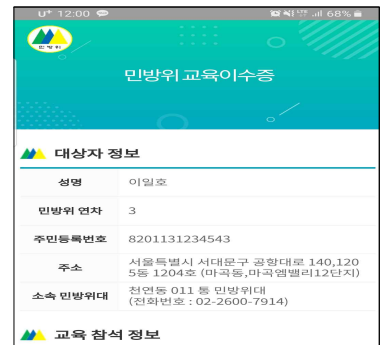 U+ 12:00
68%
민방위
민방위 교육이수증
대상자 정보
성명 이일호
민방위 연차 3
주민등록번호 8201131234543
주소 서울특별시 서대문구 공항대로 140,120
5동 1204호 (마곡동,마곡엠밸리12단지)
소속 민방위대 천연동 011 통 민방위대
(전화번호 : 02-2600-7914)
교육 참석 정보